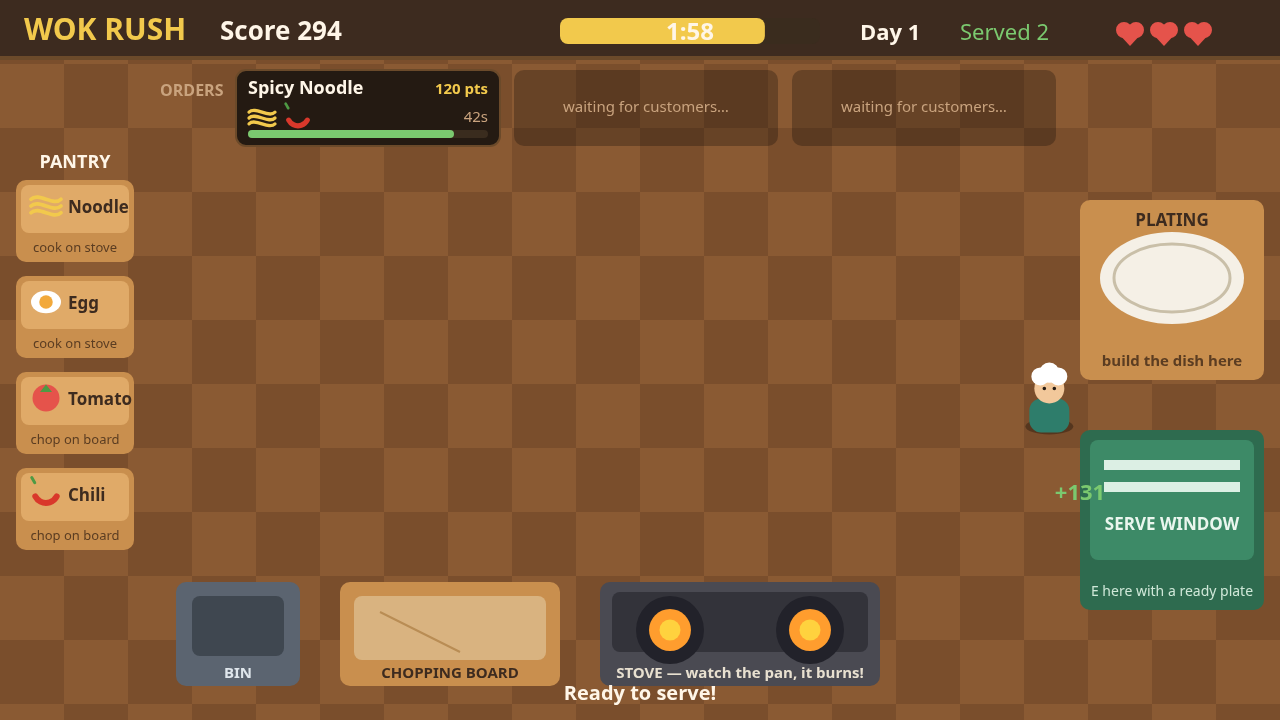 WOK RUSH
Score 294
1:58
Day 1
Served 2
ORDERS
Spicy Noodle
120 pts
42s
waiting for customers...
waiting for customers...
PANTRY
Noodle
cook on stove
Egg
cook on stove
Tomato
chop on board
Chili
chop on board
PLATING
build the dish here
+131
SERVE WINDOW
E here with a ready plate
BIN
CHOPPING BOARD
STOVE — watch the pan, it burns!
Ready to serve!